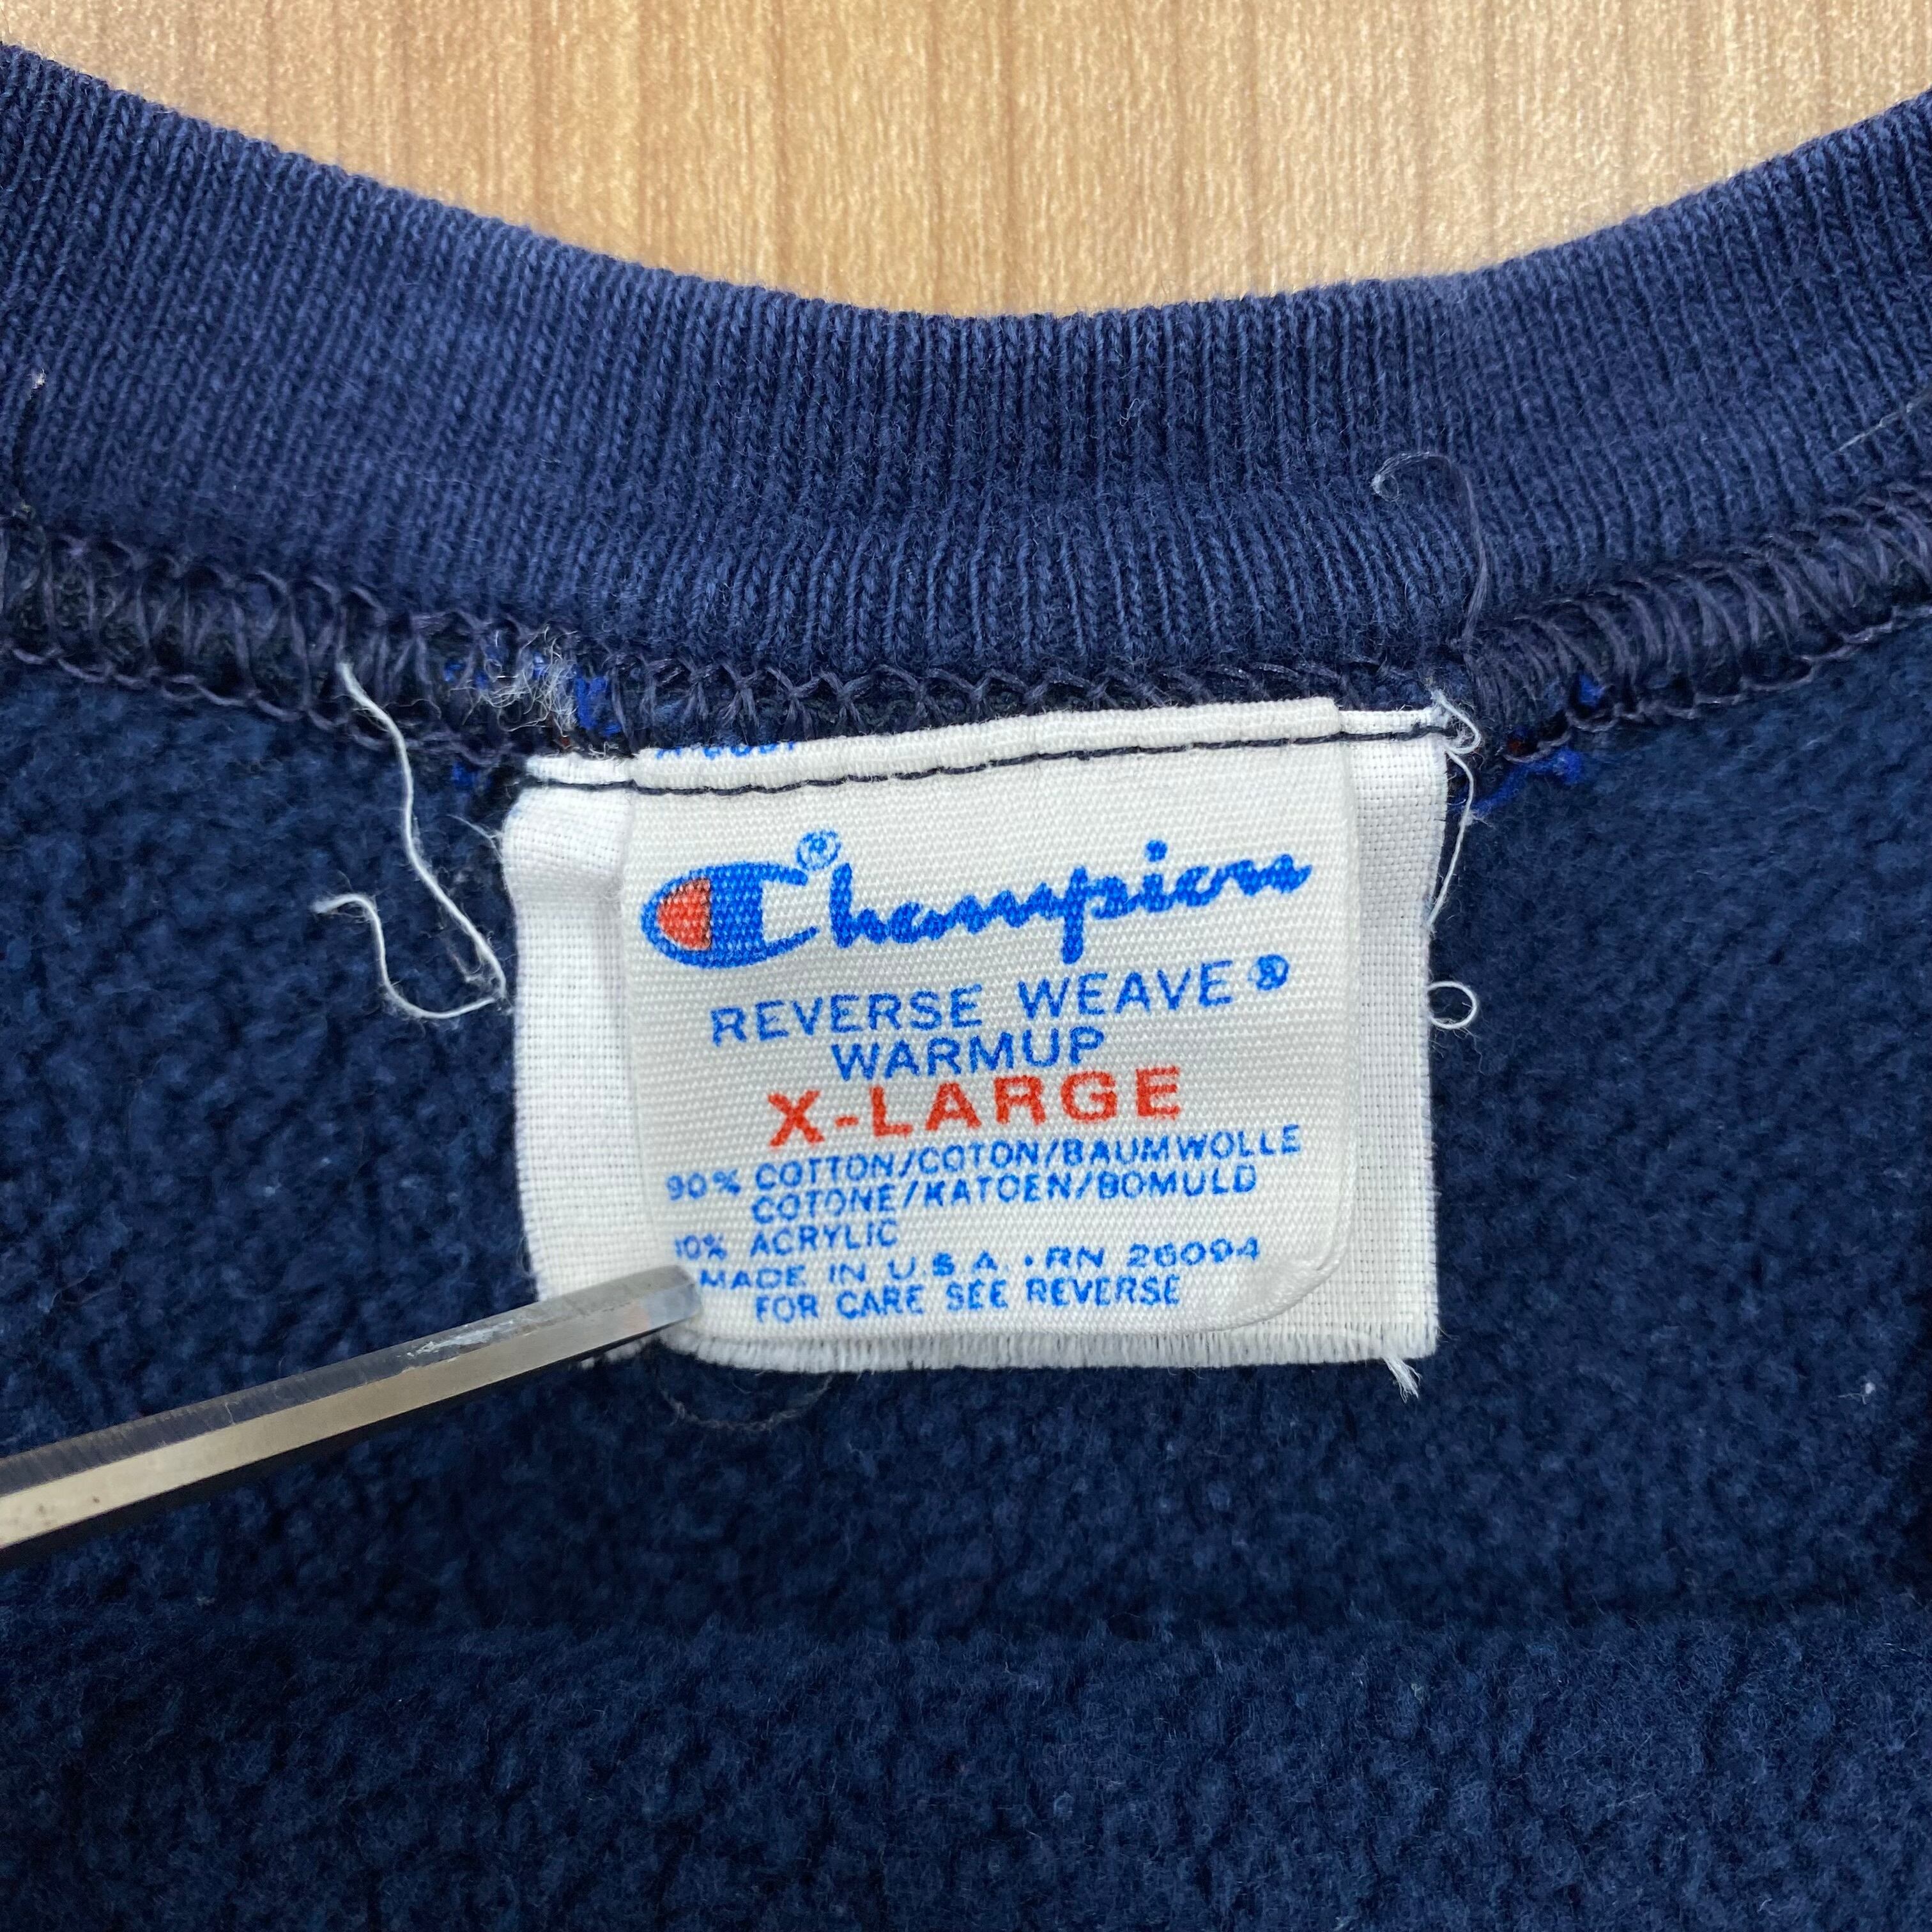 Champion®
REVERSE WEAVE®
WARMUP
X-LARGE
90% COTTON/COTON/BAUMWOLLE
COTONE/KATOEN/BOMULD
10% ACRYLIC
MADE IN U.S.A. • RN 26094
FOR CARE SEE REVERSE